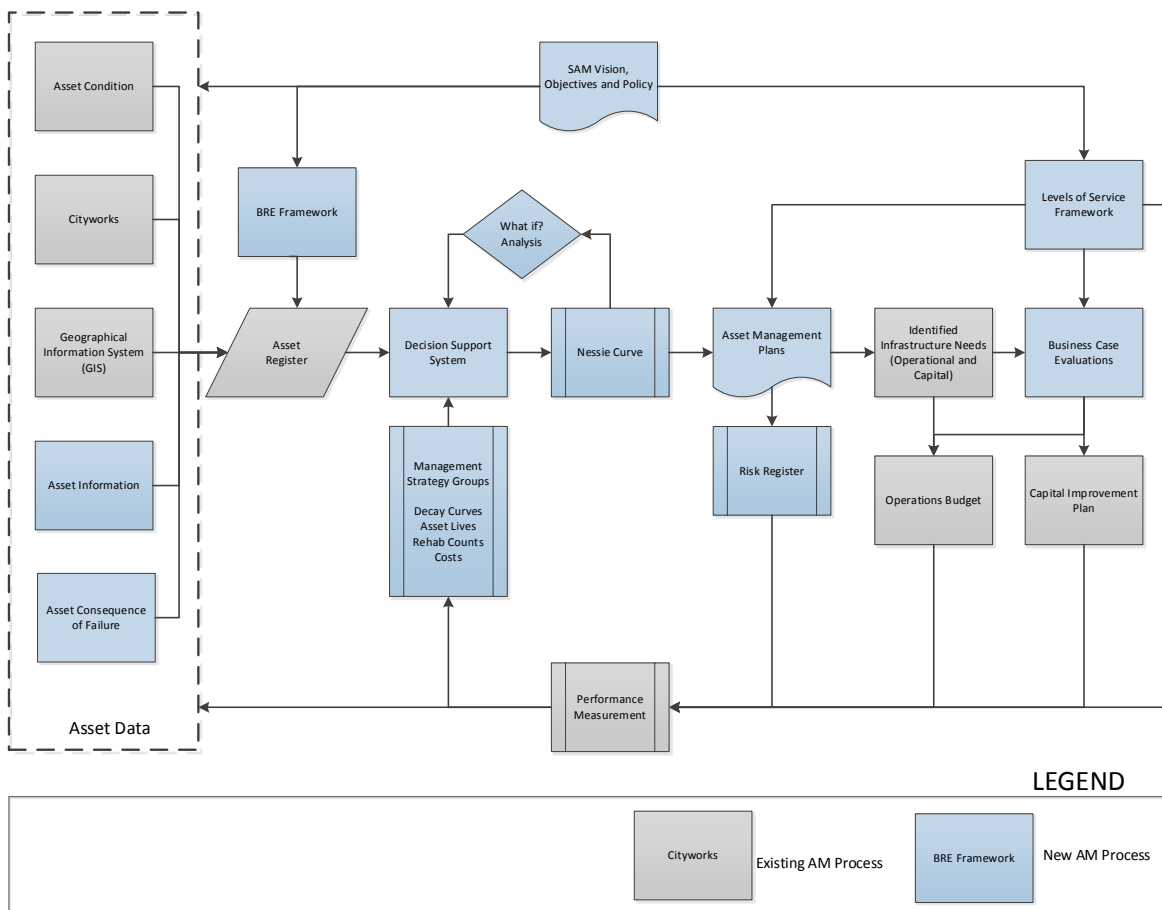 Asset Condition
Cityworks
Geographical
Information System
(GIS)
Asset Information
Asset Consequence
of Failure
Asset Data
SAM Vision,
Objectives and Policy
BRE Framework
What if?
Analysis
Levels of Service
Framework
Asset
Register
Decision Support
System
Nessie Curve
Asset Management
Plans
Identified
Infrastructure Needs
(Operational and
Capital)
Business Case
Evaluations
Management
Strategy Groups
Decay Curves
Asset Lives
Rehab Counts
Costs
Risk Register
Operations Budget
Capital Improvement
Plan
Performance
Measurement
LEGEND
Cityworks
Existing AM Process
BRE Framework
New AM Process